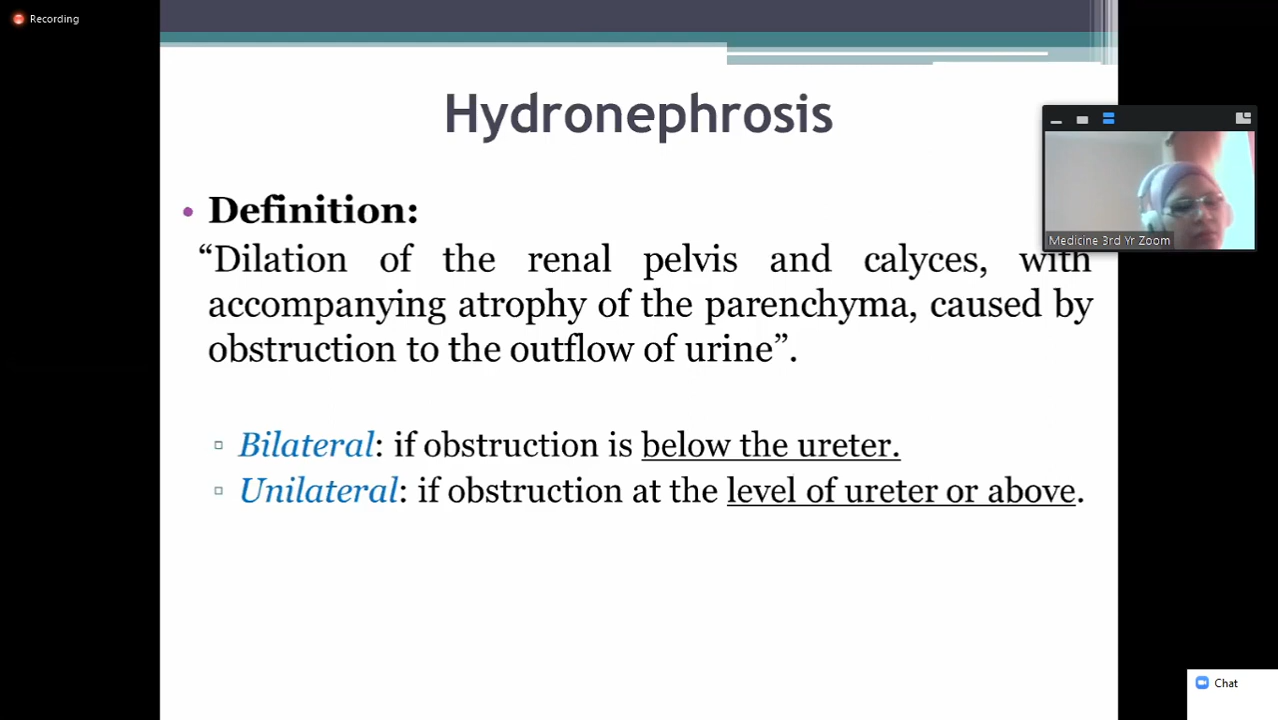 Recording
Hydronephrosis
• Definition:
“Dilation of the renal pelvis and calyces, with
accompanying atrophy of the parenchyma, caused by
obstruction to the outflow of urine”.
Bilateral: if obstruction is below the ureter.
Unilateral: if obstruction at the level of ureter or above.
Medicine 3rd Yr Zoom
Chat